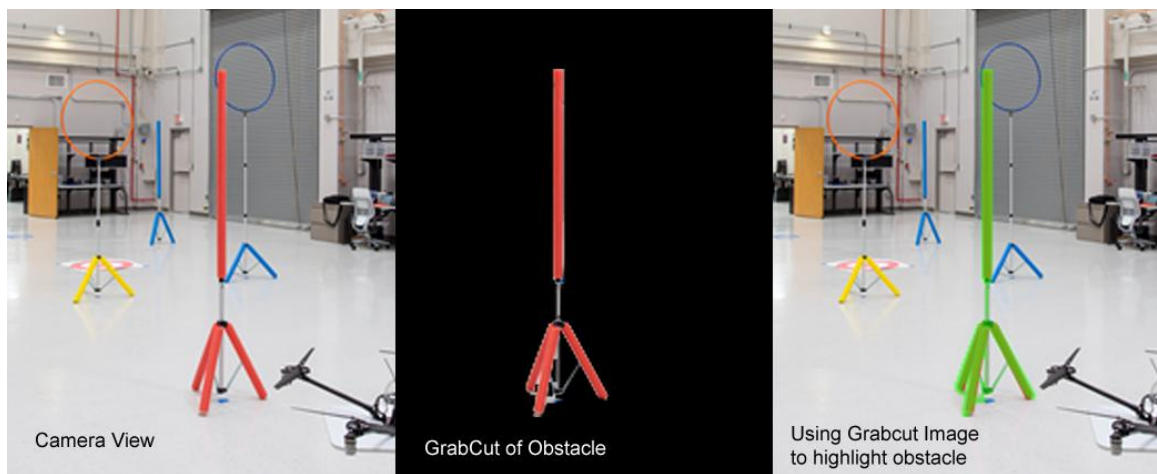 Camera View
GrabCut of Obstacle
Using Grabcut Image
to highlight obstacle